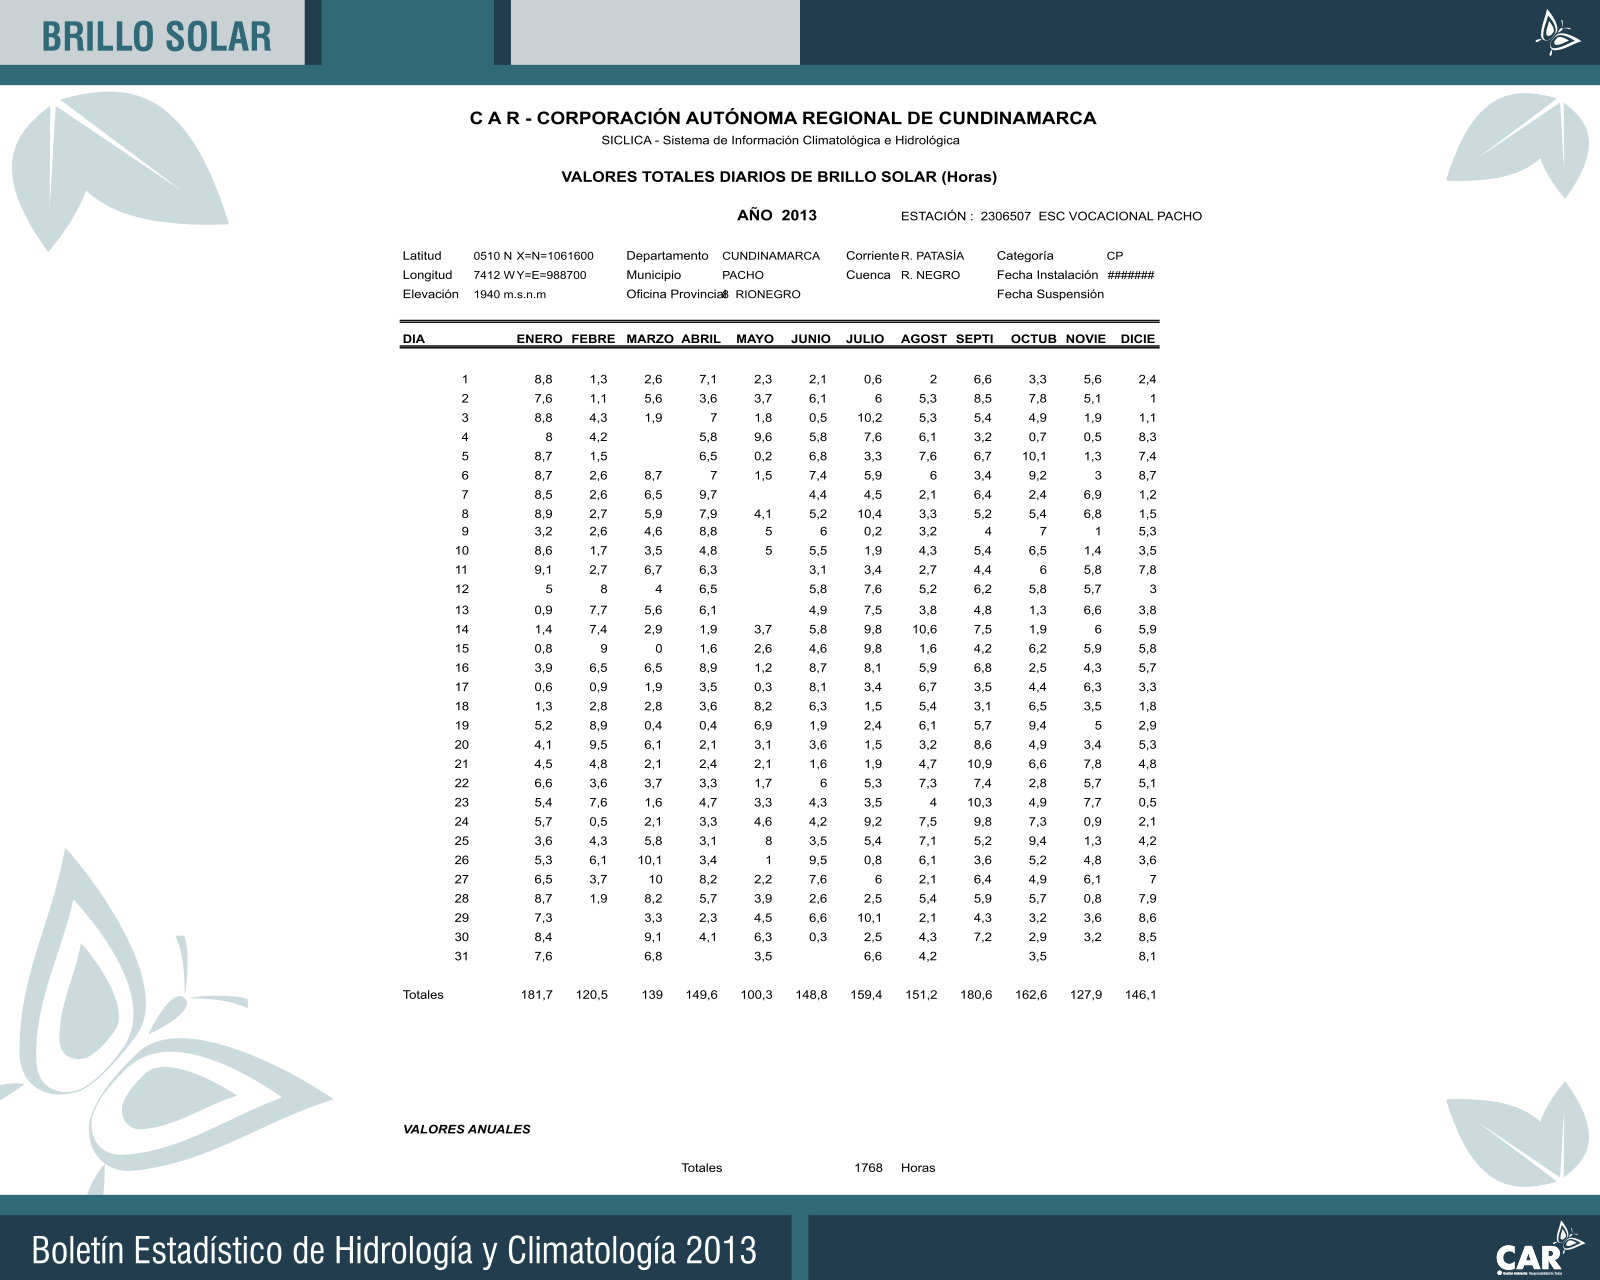 BRILLO SOLAR
C A R - CORPORACIÓN AUTÓNOMA REGIONAL DE CUNDINAMARCA
SICLICA - Sistema de Información Climatológica e Hidrológica
VALORES TOTALES DIARIOS DE BRILLO SOLAR (Horas)
AÑO 2013 ESTACIÓN : 2306507 ESC VOCACIONAL PACHO
Latitud 0510 N X=N=1061600 Departamento CUNDINAMARCA Corriente R. PATASÍA Categoría CP
Longitud 7412 W Y=E=988700 Municipio PACHO Cuenca R. NEGRO Fecha Instalación #######
Elevación 1940 m.s.n.m Oficina Provincial RIONEGRO Fecha Suspensión
DIA ENERO FEBRE MARZO ABRIL MAYO JUNIO JULIO AGOST SEPTI OCTUB NOVIE DICIE
1 8,8 1,3 2,6 7,1 2,3 2,1 0,6 2 6,6 3,3 5,6 2,4
2 7,6 1,1 5,6 3,6 3,7 6,1 6 5,3 8,5 7,8 5,1 1
3 8,8 4,3 1,9 7 1,8 0,5 10,2 5,3 5,4 4,9 1,9 1,1
4 8 4,2 5,8 9,6 5,8 7,6 6,1 3,2 0,7 0,5 8,3
5 8,7 1,5 6,5 0,2 6,8 3,3 7,6 6,7 10,1 1,3 7,4
6 8,7 2,6 8,7 7 1,5 7,4 5,9 6 3,4 9,2 3 8,7
7 8,5 2,6 6,5 9,7 4,4 4,5 2,1 6,4 2,4 6,9 1,2
8 8,9 2,7 5,9 7,9 4,1 5,2 10,4 3,3 5,2 5,4 6,8 1,5
9 3,2 2,6 4,6 8,8 5 6 0,2 3,2 4 7 1 5,3
10 8,6 1,7 3,5 4,8 5 5,5 1,9 4,3 5,4 6,5 1,4 3,5
11 9,1 2,7 6,7 6,3 3,1 3,4 2,7 4,4 6 5,8 7,8
12 5 8 4 6,5 5,8 7,6 5,2 6,2 5,8 5,7 3
13 0,9 7,7 5,6 6,1 4,9 7,5 3,8 4,8 1,3 6,6 3,8
14 1,4 7,4 2,9 1,9 3,7 5,8 9,8 10,6 7,5 1,9 6 5,9
15 0,8 9 0 1,6 2,6 4,6 9,8 1,6 4,2 6,2 5,9 5,8
16 3,9 6,5 6,5 8,9 1,2 8,7 8,1 5,9 6,8 2,5 4,3 5,7
17 0,6 0,9 1,9 3,5 0,3 8,1 3,4 6,7 3,5 4,4 6,3 3,3
18 1,3 2,8 2,8 3,6 8,2 6,3 1,5 5,4 3,1 6,5 3,5 1,8
19 5,2 8,9 0,4 0,4 6,9 1,9 2,4 6,1 5,7 9,4 5 2,9
20 4,1 9,5 6,1 2,1 3,1 3,6 1,5 3,2 8,6 4,9 3,4 5,3
21 4,5 4,8 2,1 2,4 2,1 1,6 1,9 4,7 10,9 6,6 7,8 4,8
22 6,6 3,6 3,7 3,3 1,7 6 5,3 7,3 7,4 2,8 5,7 5,1
23 5,4 7,6 1,6 4,7 3,3 4,3 3,5 4 10,3 4,9 7,7 0,5
24 5,7 0,5 2,1 3,3 4,6 4,2 9,2 7,5 9,8 7,3 0,9 2,1
25 3,6 4,3 5,8 3,1 8 3,5 5,4 7,1 5,2 9,4 1,3 4,2
26 5,3 6,1 10,1 3,4 1 9,5 0,8 6,1 3,6 5,2 4,8 3,6
27 6,5 3,7 10 8,2 2,2 7,6 6 2,1 6,4 4,9 6,1 7
28 8,7 1,9 8,2 5,7 3,9 2,6 2,5 5,4 5,9 5,7 0,8 7,9
29 7,3 3,3 2,3 4,5 6,6 10,1 2,1 4,3 3,2 3,6 8,6
30 8,4 9,1 4,1 6,3 0,3 2,5 4,3 7,2 2,9 3,2 8,5
31 7,6 6,8 3,5 6,6 4,2 3,5 8,1
Totales 181,7 120,5 139 149,6 100,3 148,8 159,4 151,2 180,6 162,6 127,9 146,1
VALORES ANUALES
Totales 1768 Horas
Boletín Estadístico de Hidrología y Climatología 2013
CAR